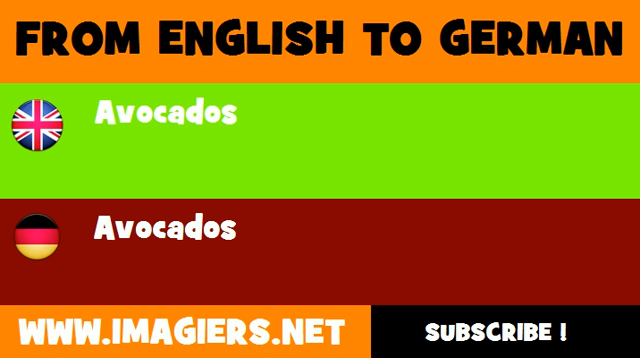 FROM ENGLISH TO GERMAN
Avocados
Avocados
WWW.IMAGIERS.NET
SUBSCRIBE !